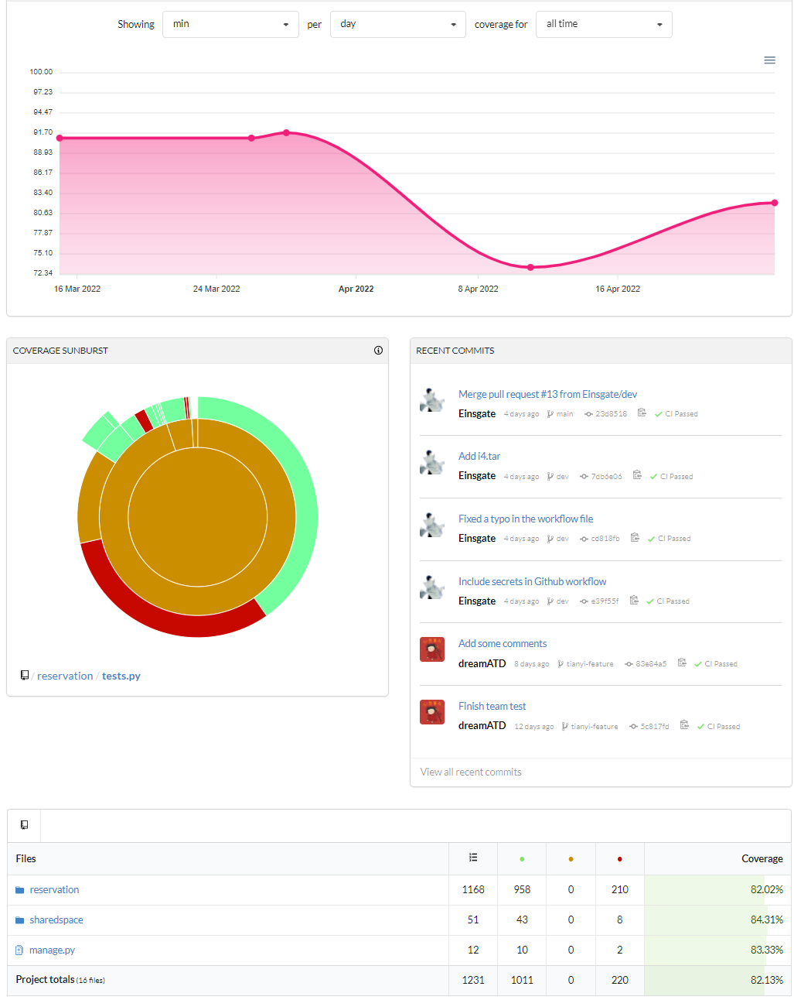 Showing min per day coverage for all time
100.00
97.23
94.47
91.70
88.93
86.17
83.40
80.63
77.87
75.10
72.34
16 Mar 2022 24 Mar 2022 Apr 2022 8 Apr 2022 16 Apr 2022
COVERAGE SUNBURST
/ reservation / tests.py
RECENT COMMITS
Merge pull request #13 from Einsgate/dev
Einsgate 4 days ago main 23d8518 CI Passed
Add i4.tar
Einsgate 4 days ago dev 7db6e06 CI Passed
Fixed a typo in the workflow file
Einsgate 4 days ago dev cd818fb CI Passed
Include secrets in Github workflow
Einsgate 4 days ago dev e39f55f CI Passed
Add some comments
dreamATD 8 days ago tianyi-feature 83e84a5 CI Passed
Finish team test
dreamATD 12 days ago tianyi-feature 5c817fd CI Passed
View all recent commits
Files Coverage
reservation 1168 958 0 210 82.02%
sharedspace 51 43 0 8 84.31%
manage.py 12 10 0 2 83.33%
Project totals (16 files) 1231 1011 0 220 82.13%